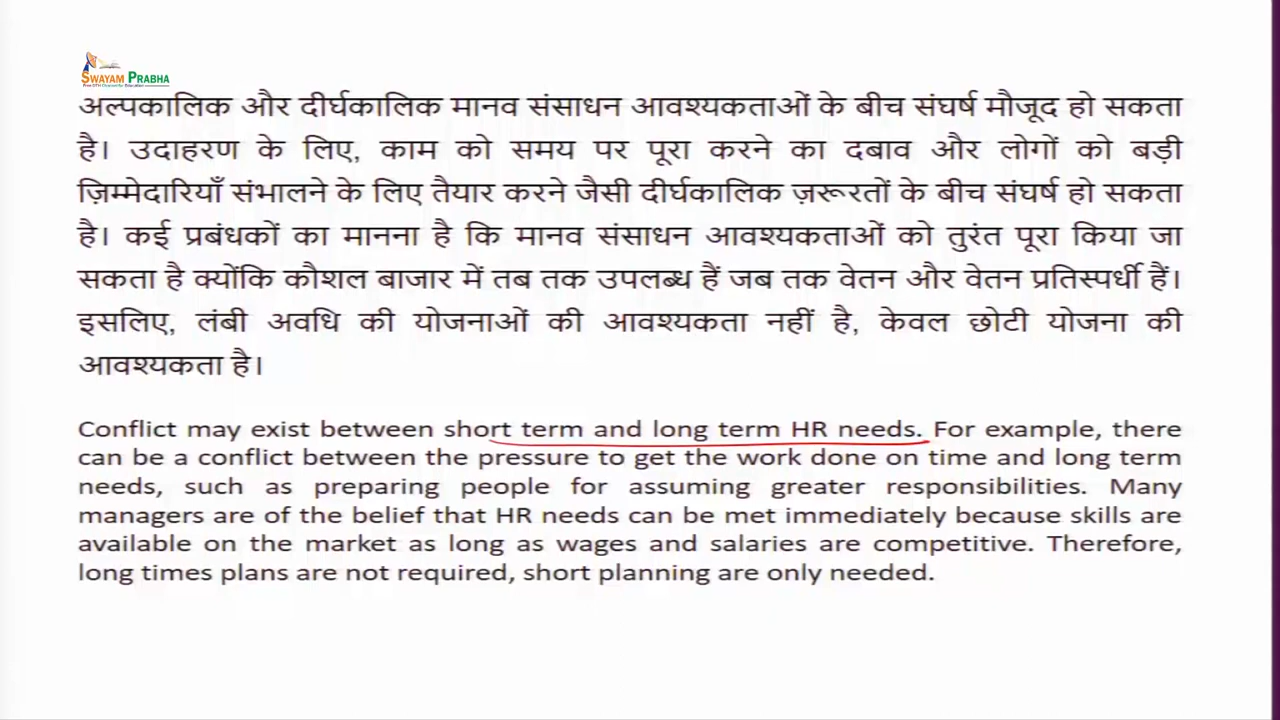 SWAYAM PRABHA
Free DTH Channel for Education
अल्पकालिक और दीर्घकालिक मानव संसाधन आवश्यकताओं के बीच संघर्ष मौजूद हो सकता
है। उदाहरण के लिए, काम को समय पर पूरा करने का दबाव और लोगों को बड़ी
ज़िम्मेदारियाँ संभालने के लिए तैयार करने जैसी दीर्घकालिक ज़रूरतों के बीच संघर्ष हो सकता
है। कई प्रबंधकों का मानना है कि मानव संसाधन आवश्यकताओं को तुरंत पूरा किया जा
सकता है क्योंकि कौशल बाजार में तब तक उपलब्ध हैं जब तक वेतन और वेतन प्रतिस्पर्धी हैं।
इसलिए, लंबी अवधि की योजनाओं की आवश्यकता नहीं है, केवल छोटी योजना की
आवश्यकता है।
Conflict may exist between short term and long term HR needs. For example, there
can be a conflict between the pressure to get the work done on time and long term
needs, such as preparing people for assuming greater responsibilities. Many
managers are of the belief that HR needs can be met immediately because skills are
available on the market as long as wages and salaries are competitive. Therefore,
long times plans are not required, short planning are only needed.